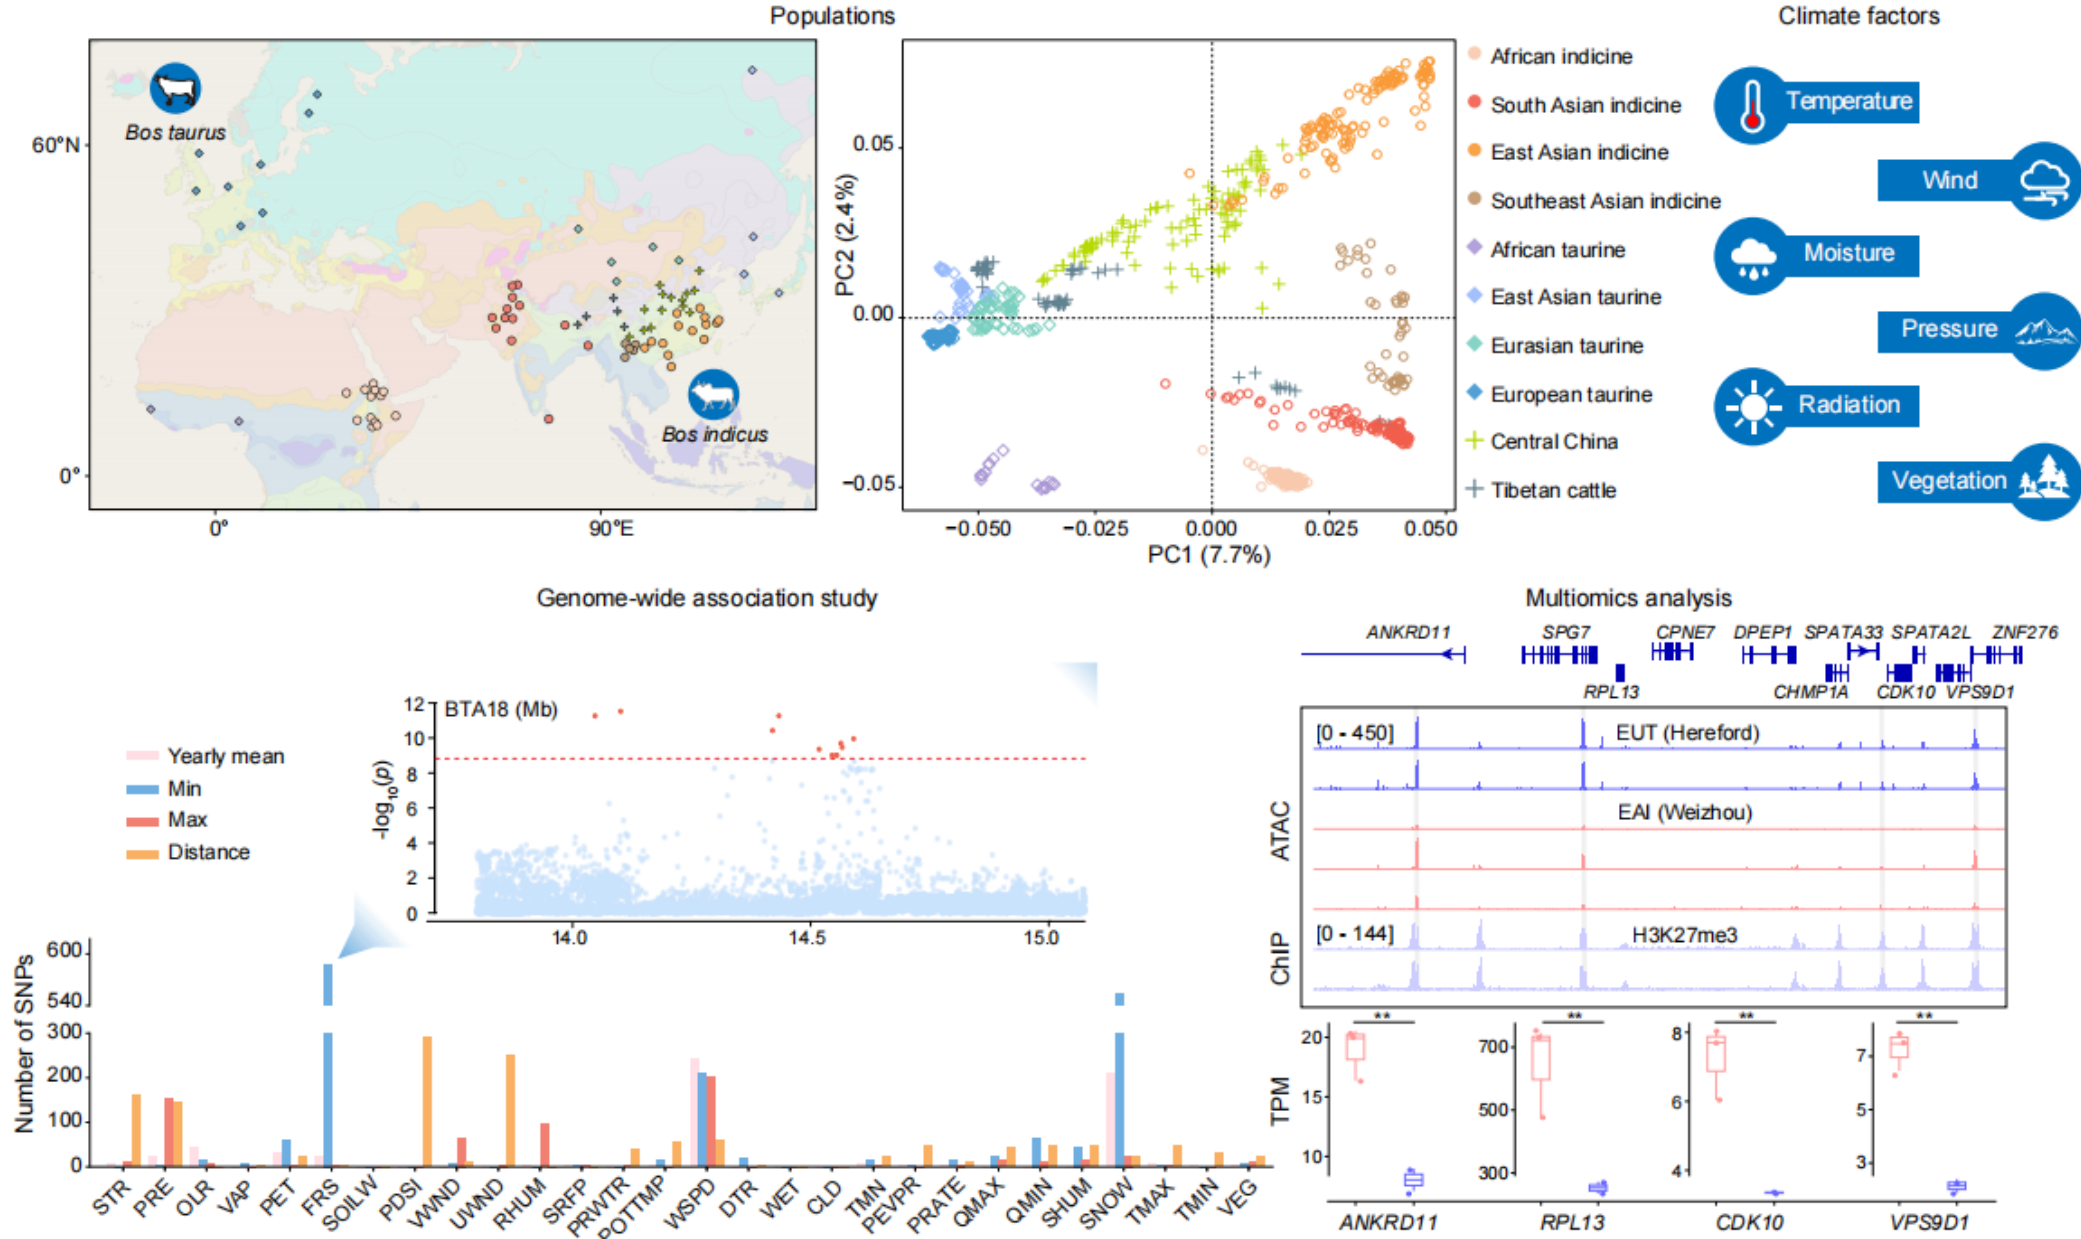 Populations
Climate factors
Bos taurus
Bos indicus
60°N
0°
0°
90°E
PC2 (2.4%)
0.05
0.00
−0.05
−0.050
−0.025
0.000
0.025
0.050
PC1 (7.7%)
African indicine
South Asian indicine
East Asian indicine
Southeast Asian indicine
African taurine
East Asian taurine
Eurasian taurine
European taurine
Central China
Tibetan cattle
Temperature
Wind
Moisture
Pressure
Radiation
Vegetation
Genome-wide association study
Yearly mean
Min
Max
Distance
BTA18 (Mb)
-log10(p)
12
10
8
6
4
2
0
14.0
14.5
15.0
Number of SNPs
600
540
300
200
100
0
STR
PRE
OLR
VAP
PET
FRS
SOILW
PDSI
VWND
UWND
RHUM
SRFP
PRWTR
POTTMP
WSPD
DTR
WET
CLD
TMN
PEVPR
PRATE
QMAX
QMIN
SHUM
SNOW
TMAX
TMIN
VEG
Multiomics analysis
ANKRD11
SPG7
CPNE7
DPEP1
SPATA33
SPATA2L
ZNF276
RPL13
CHMP1A
CDK10
VPS9D1
ATAC
[0 - 450]
EUT (Hereford)
EAI (Weizhou)
ChIP
[0 - 144]
H3K27me3
TPM
**
20
15
10
ANKRD11
**
700
500
300
RPL13
**
8
6
4
CDK10
**
7
5
3
VPS9D1